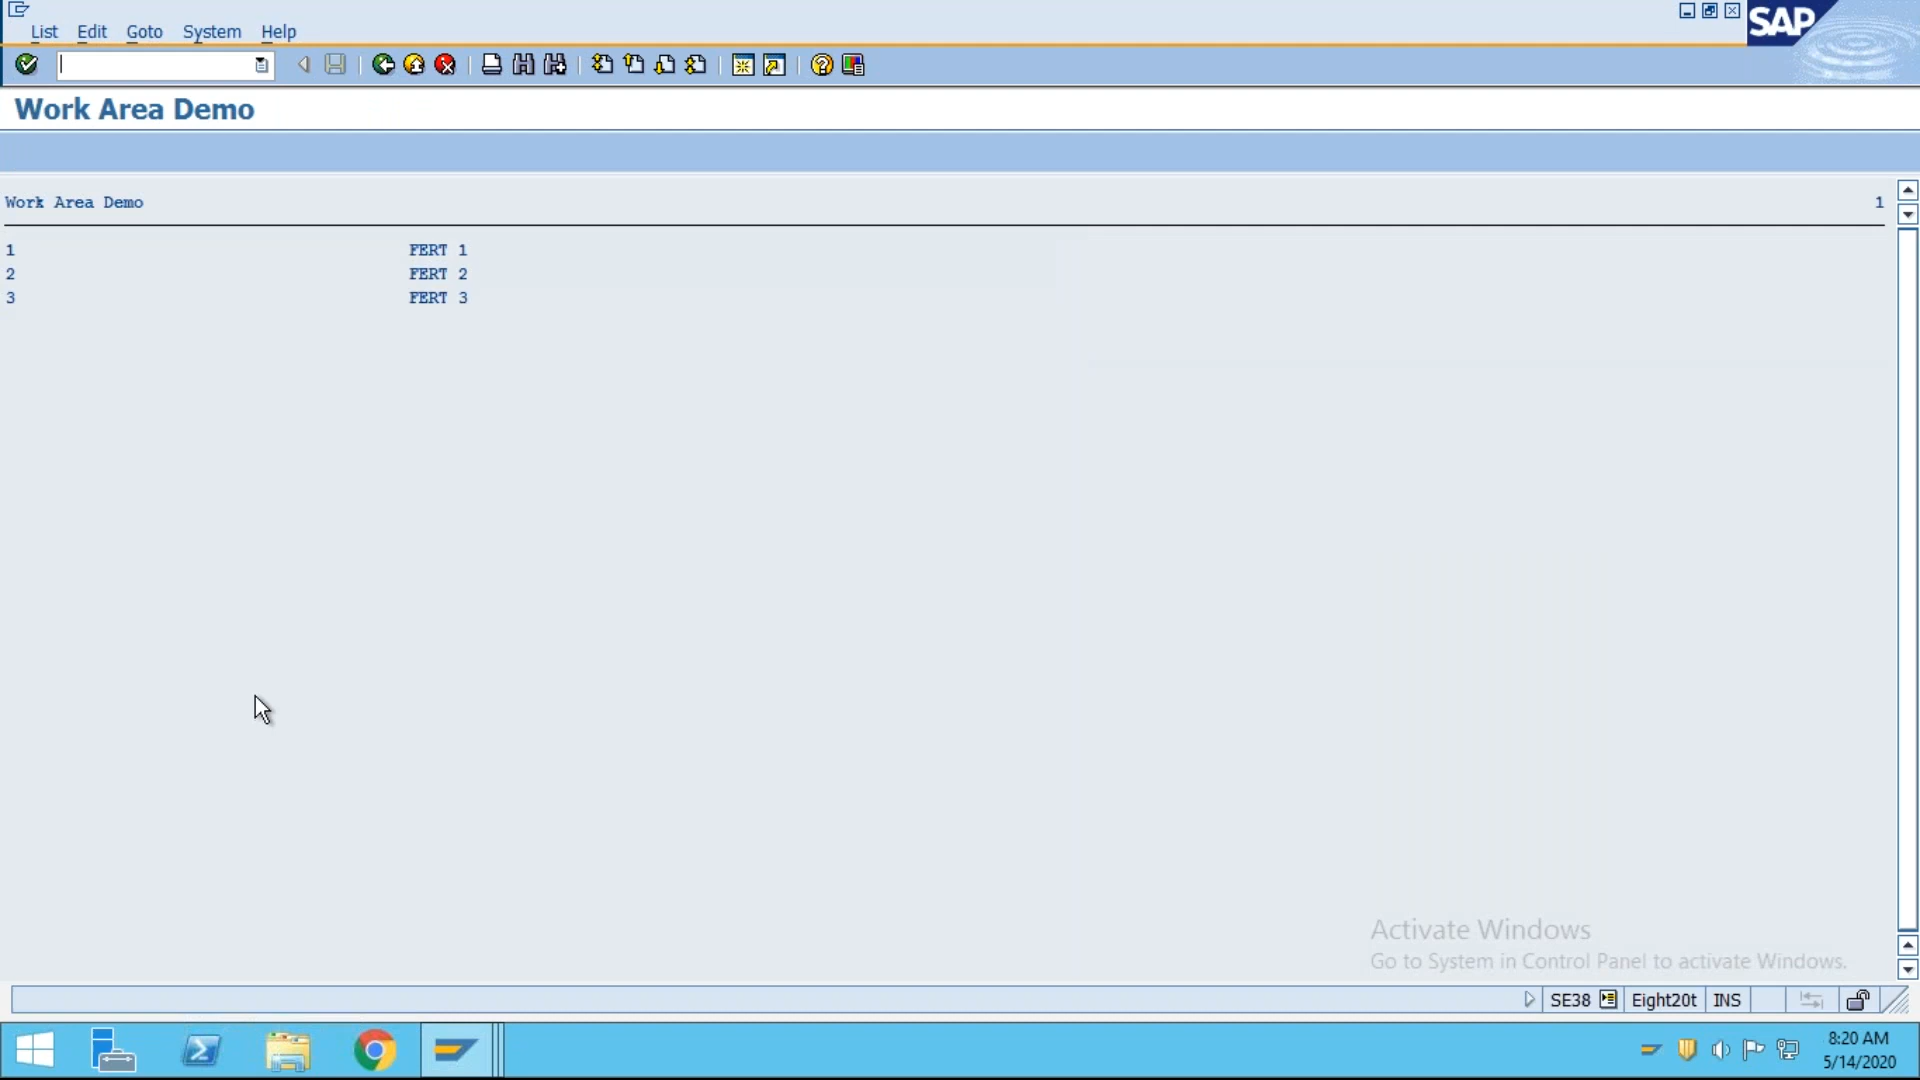 List Edit Goto System Help
SAP
Work Area Demo
Work Area Demo 1
1 FERT 1
2 FERT 2
3 FERT 3
Activate Windows
Go to System in Control Panel to activate Windows.
SE38 Eight20t INS
8:20 AM
5/14/2020